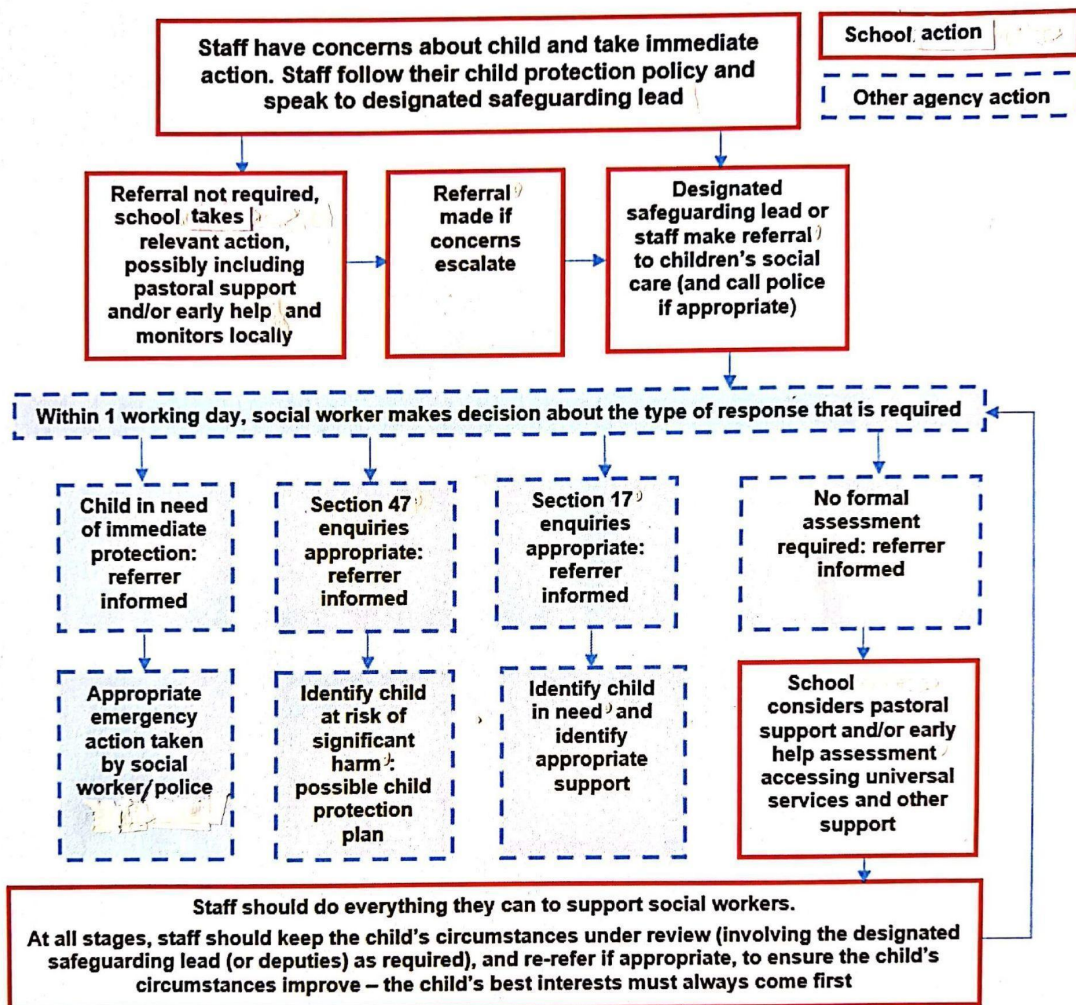 Staff have concerns about child and take immediate
action. Staff follow their child protection policy and
speak to designated safeguarding lead
School action
Other agency action
Referral not required,
school takes
relevant action,
possibly including
pastoral support
and/or early help and
monitors locally
Referral
made if
concerns
escalate
Designated
safeguarding lead or
staff make referral
to children's social
care (and call police
if appropriate)
Within 1 working day, social worker makes decision about the type of response that is required
Child in need
of immediate
protection:
referrer
informed
Section 47
enquiries
appropriate:
referrer
informed
Section 17
enquiries
appropriate:
referrer
informed
No formal
assessment
required: referrer
informed
Appropriate
emergency
action taken
by social
worker/police
Identify child
at risk of
significant
harm:
possible child
protection
plan
Identify child
in need and
identify
appropriate
support
School
considers pastoral
support and/or early
help assessment
accessing universal
services and other
support
Staff should do everything they can to support social workers.
At all stages, staff should keep the child's circumstances under review (involving the designated
safeguarding lead (or deputies) as required), and re-refer if appropriate, to ensure the child's
circumstances improve – the child's best interests must always come first